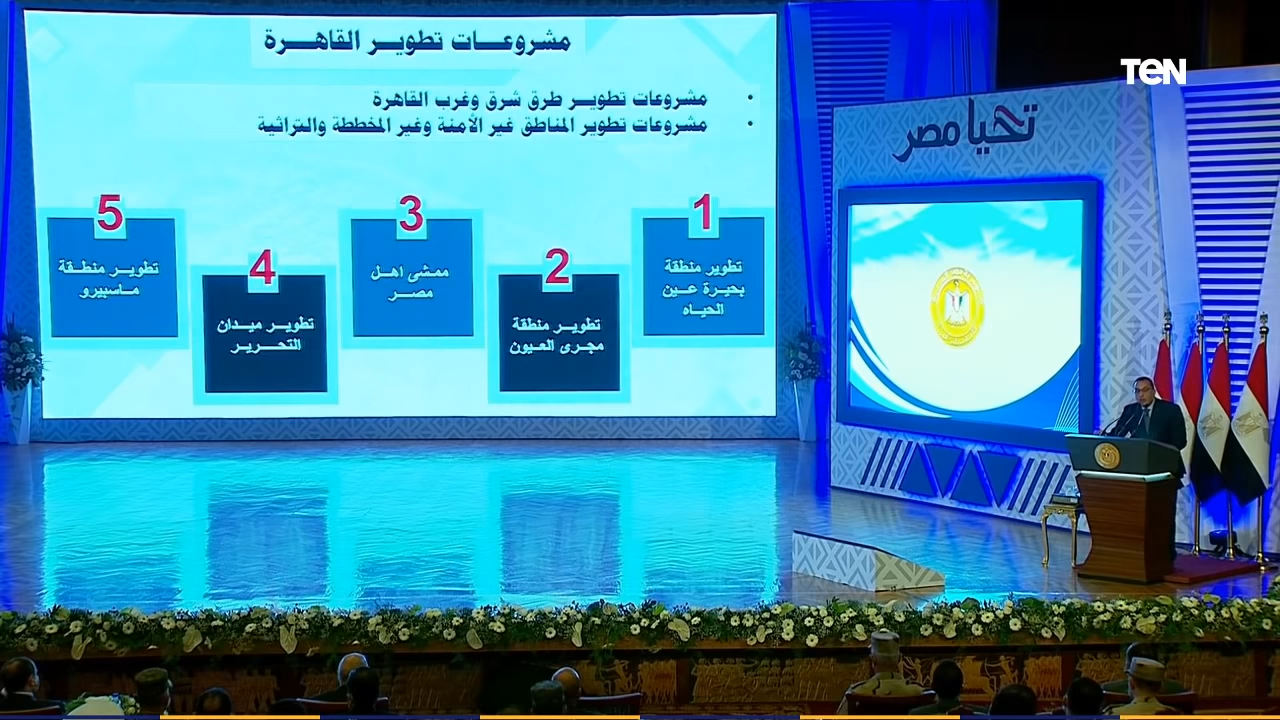 مشروعات تطوير القاهرة
• مشروعات تطوير طرق شرق وغرب القاهرة
• مشروعات تطوير المناطق غير الآمنة وغير المخططة والتراثية
1
تطوير منطقة
بحيرة عين
الحياه
2
تطوير منطقة
مجرى العيون
3
ممشى اهل
مصر
4
تطوير ميدان
التحرير
5
تطوير منطقة
ماسبيرو
TEN
تحيا مصر